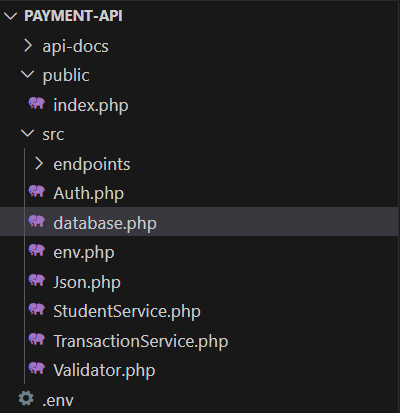 PAYMENT-API
api-docs
public
index.php
src
endpoints
Auth.php
database.php
env.php
Json.php
StudentService.php
TransactionService.php
Validator.php
.env